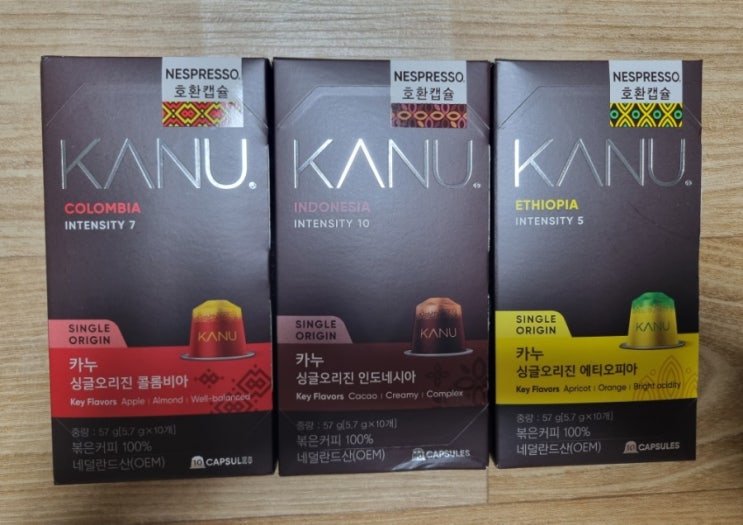 NESPRESSO.
호환캡슐
KANU
COLOMBIA
INTENSITY 7
KANU
SINGLE
ORIGIN
카누
싱글오리진 콜롬비아
Key Flavors Apple | Almond | Well-balanced
중량 : 57 g[5.7 g×10개]
볶은커피 100%
네덜란드산(OEM)
10 CAPSULES
NESPRESSO.
호환캡슐
KANU
INDONESIA
INTENSITY 10
KANU
SINGLE
ORIGIN
카누
싱글오리진 인도네시아
Key Flavors Cacao | Creamy | Complex
중량 : 57 g[5.7 g×10개]
볶은커피 100%
네덜란드산(OEM)
10 CAPSULES
NESPRESSO.
호환캡슐
KANU
ETHIOPIA
INTENSITY 5
KANU
SINGLE
ORIGIN
카누
싱글오리진 에티오피아
Key Flavors Apricot | Orange | Bright acidity
중량 : 57 g[5.7 g×10개]
볶은커피 100%
네덜란드산(OEM)
10 CAPSULES